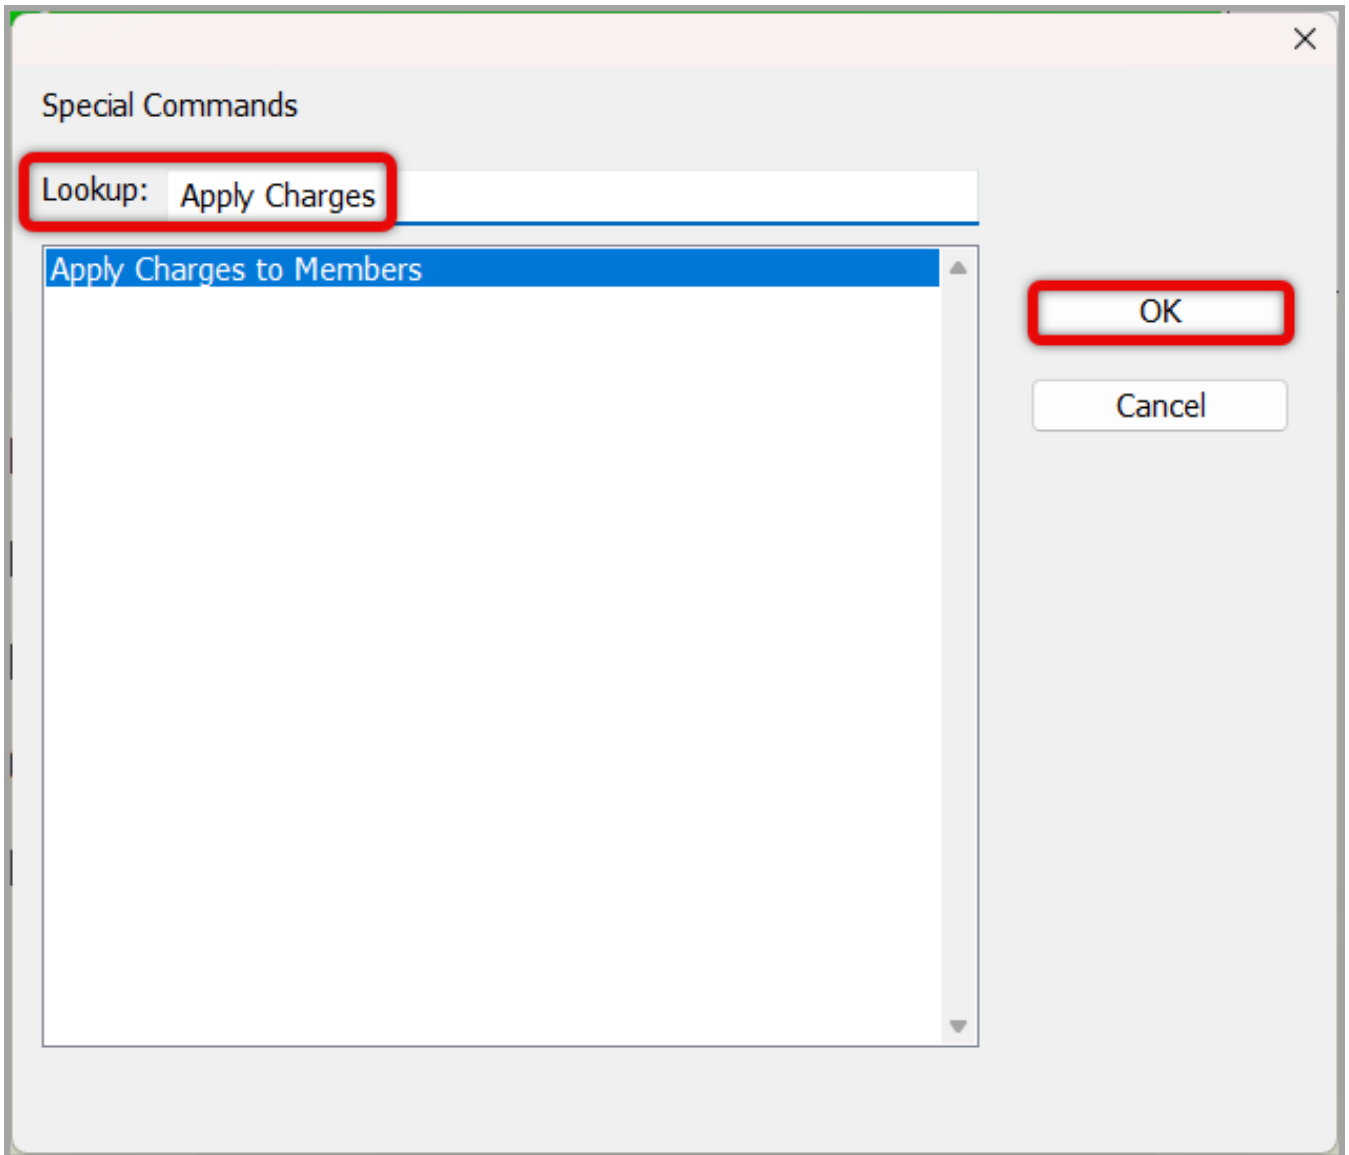 Special Commands
Lookup: Apply Charges
Apply Charges to Members
OK
Cancel